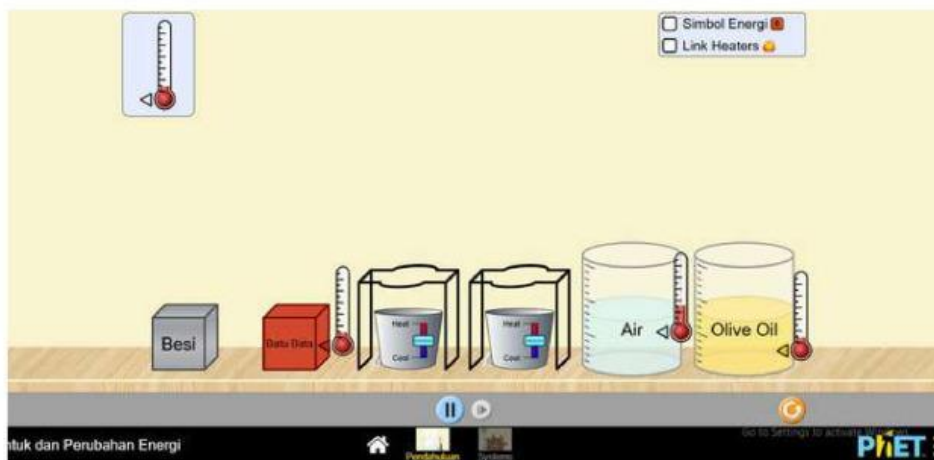 Simbol Energi E
Link Heaters
Besi
Batu Bata
Heat
Cool
Heat
Cool
Air
Olive Oil
Go to Settings to activate Windows.
ntuk dan Perubahan Energi
Pendahuluan
Systems
PhET